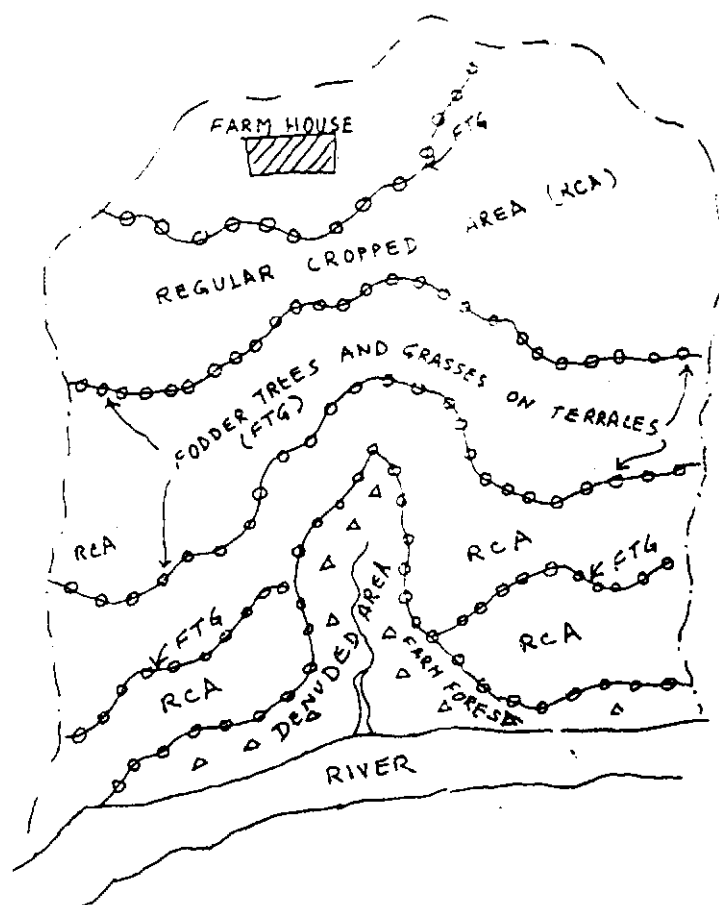 FARM HOUSE
FTG
REGULAR CROPPED AREA (RCA)
FODDER TREES AND GRASSES ON TERRACES
(FTG)
RCA
RCA
FTG
FTG
RCA
RCA
DENUDED AREA
FARM FOREST
RIVER